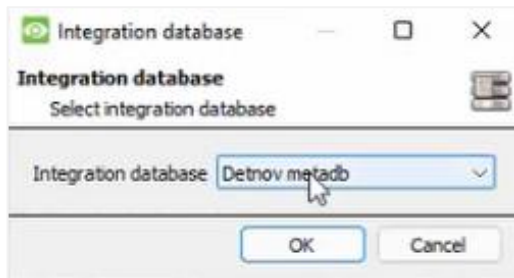 Integration database
Integration database
Select integration database
Integration database Detnov metadb
OK Cancel